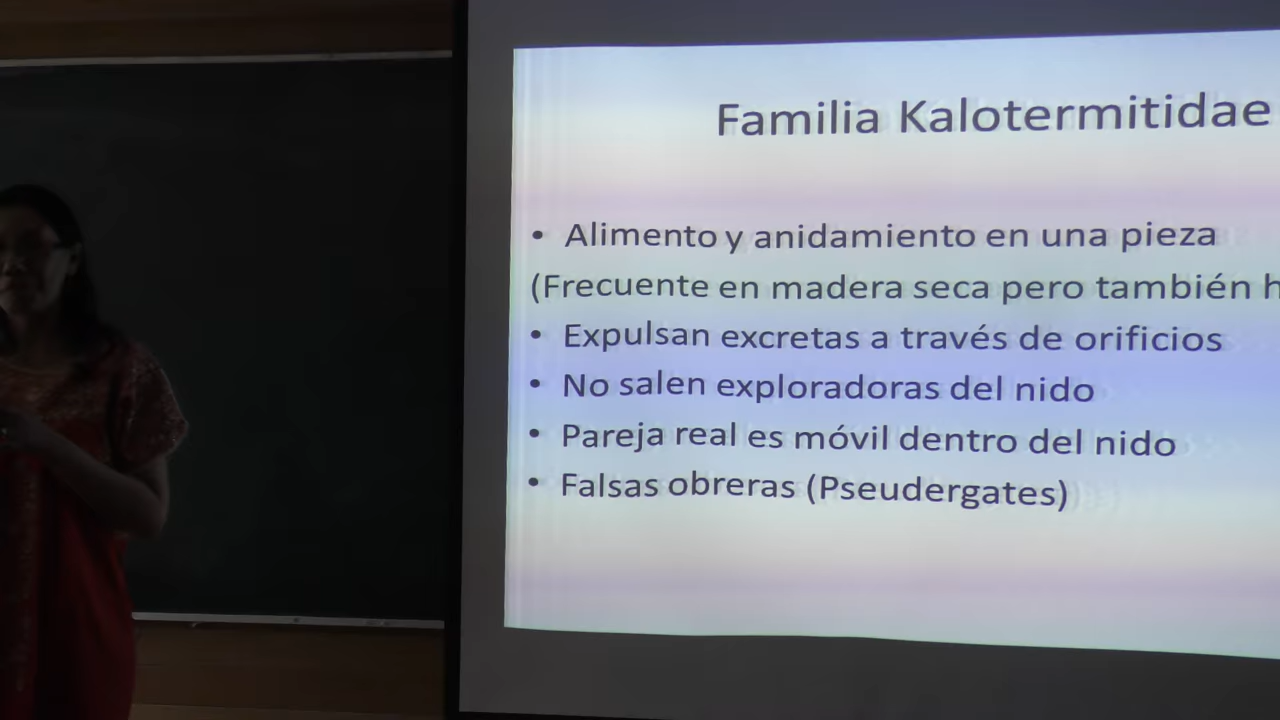 Familia Kalotermitidae
• Alimento y anidamiento en una pieza
(Frecuente en madera seca pero también
• Expulsan excretas a través de orificios
• No salen exploradoras del nido
• Pareja real es móvil dentro del nido
• Falsas obreras (Pseudergates)